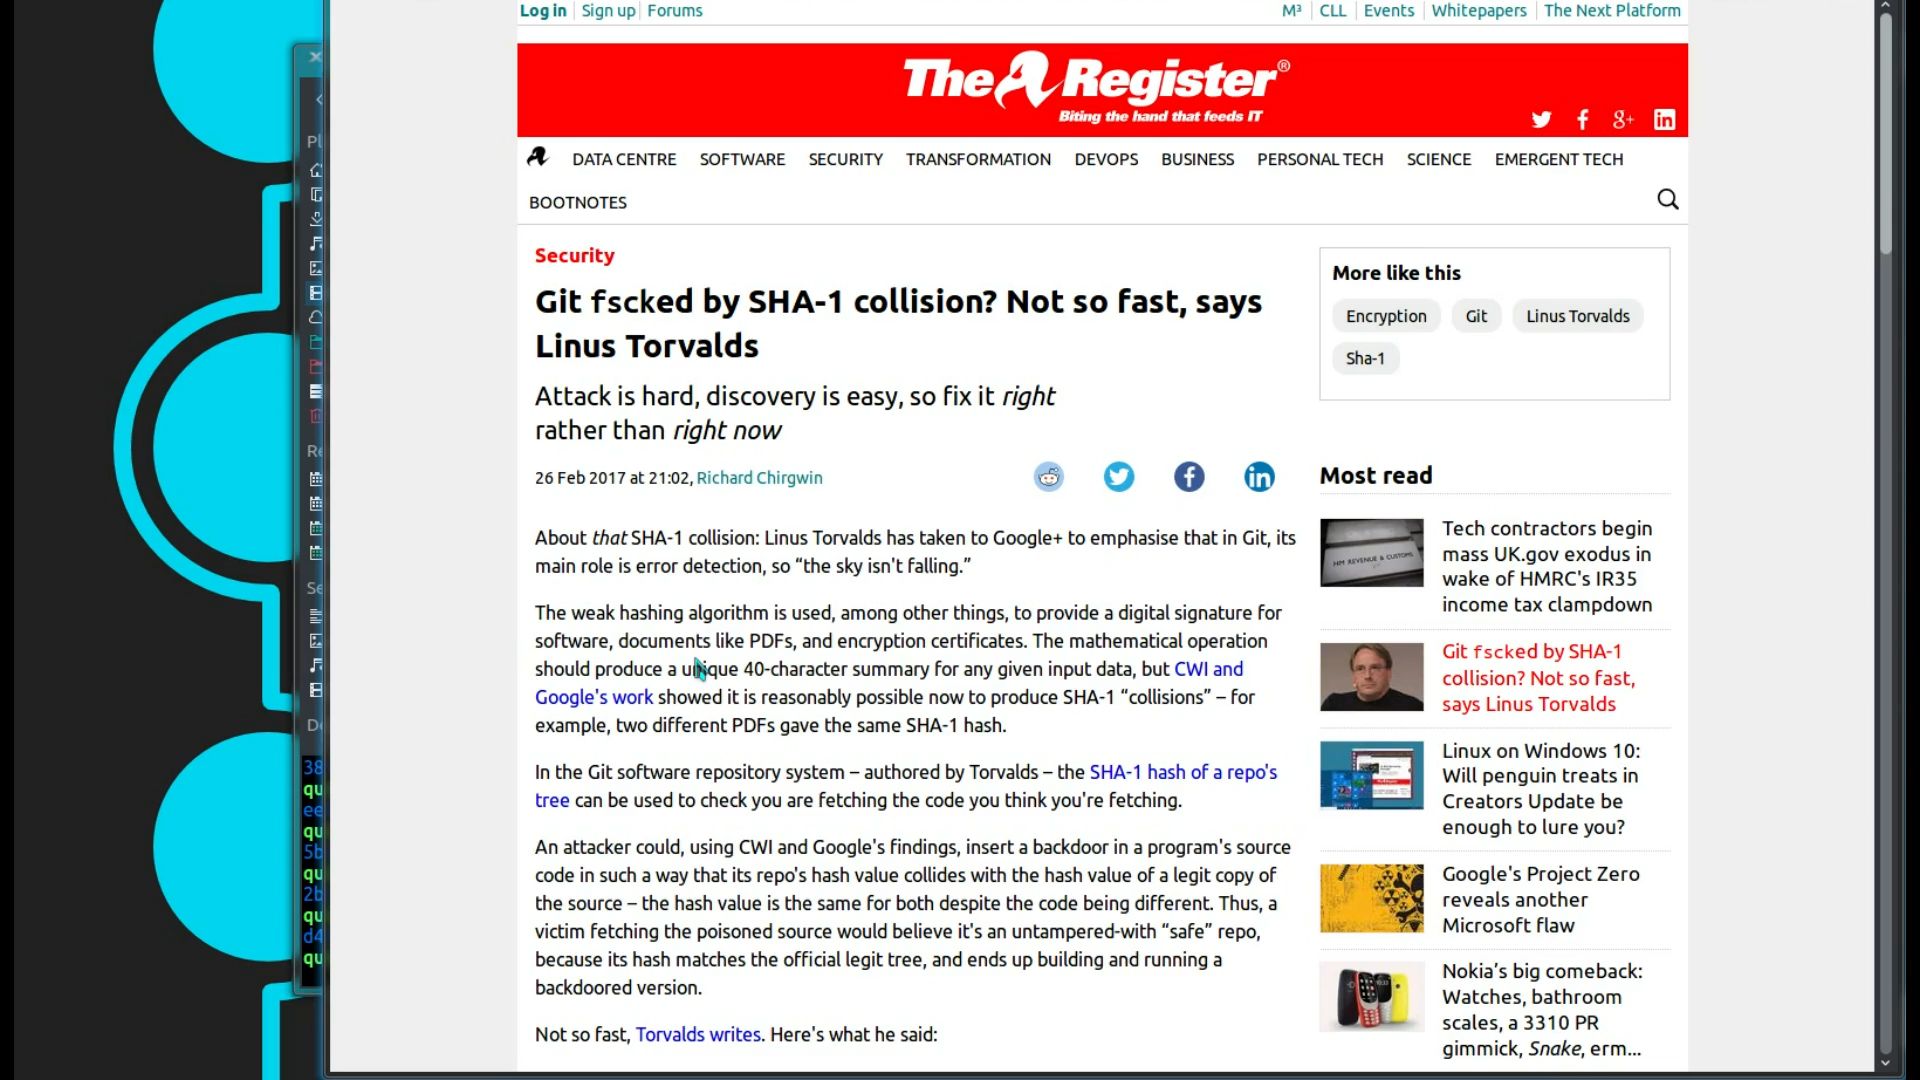 Log in Sign up Forums M³ CLL Events Whitepapers The Next Platform
The Register®
Biting the hand that feeds IT
DATA CENTRE SOFTWARE SECURITY TRANSFORMATION DEVOPS BUSINESS PERSONAL TECH SCIENCE EMERGENT TECH
BOOTNOTES
Security
Git fscked by SHA-1 collision? Not so fast, says
Linus Torvalds
Attack is hard, discovery is easy, so fix it right
rather than right now
26 Feb 2017 at 21:02, Richard Chirgwin
About that SHA-1 collision: Linus Torvalds has taken to Google+ to emphasise that in Git, its
main role is error detection, so “the sky isn't falling.”
The weak hashing algorithm is used, among other things, to provide a digital signature for
software, documents like PDFs, and encryption certificates. The mathematical operation
should produce a unique 40-character summary for any given input data, but CWI and
Google's work showed it is reasonably possible now to produce SHA-1 “collisions” – for
example, two different PDFs gave the same SHA-1 hash.
In the Git software repository system – authored by Torvalds – the SHA-1 hash of a repo's
tree can be used to check you are fetching the code you think you're fetching.
An attacker could, using CWI and Google's findings, insert a backdoor in a program's source
code in such a way that its repo's hash value collides with the hash value of a legit copy of
the source – the hash value is the same for both despite the code being different. Thus, a
victim fetching the poisoned source would believe it's an untampered-with “safe” repo,
because its hash matches the official legit tree, and ends up building and running a
backdoored version.
Not so fast, Torvalds writes. Here's what he said:
More like this
Encryption Git Linus Torvalds
Sha-1
Most read
HM REVENUE & CUSTOMS
Tech contractors begin
mass UK.gov exodus in
wake of HMRC's IR35
income tax clampdown
Git fscked by SHA-1
collision? Not so fast,
says Linus Torvalds
Linux on Windows 10:
Will penguin treats in
Creators Update be
enough to lure you?
Google's Project Zero
reveals another
Microsoft flaw
Nokia’s big comeback:
Watches, bathroom
scales, a 3310 PR
gimmick, Snake, erm...
Pl
Re
Se
38
qu
ee
qu
5b
qu
2b
qu
d4
qu